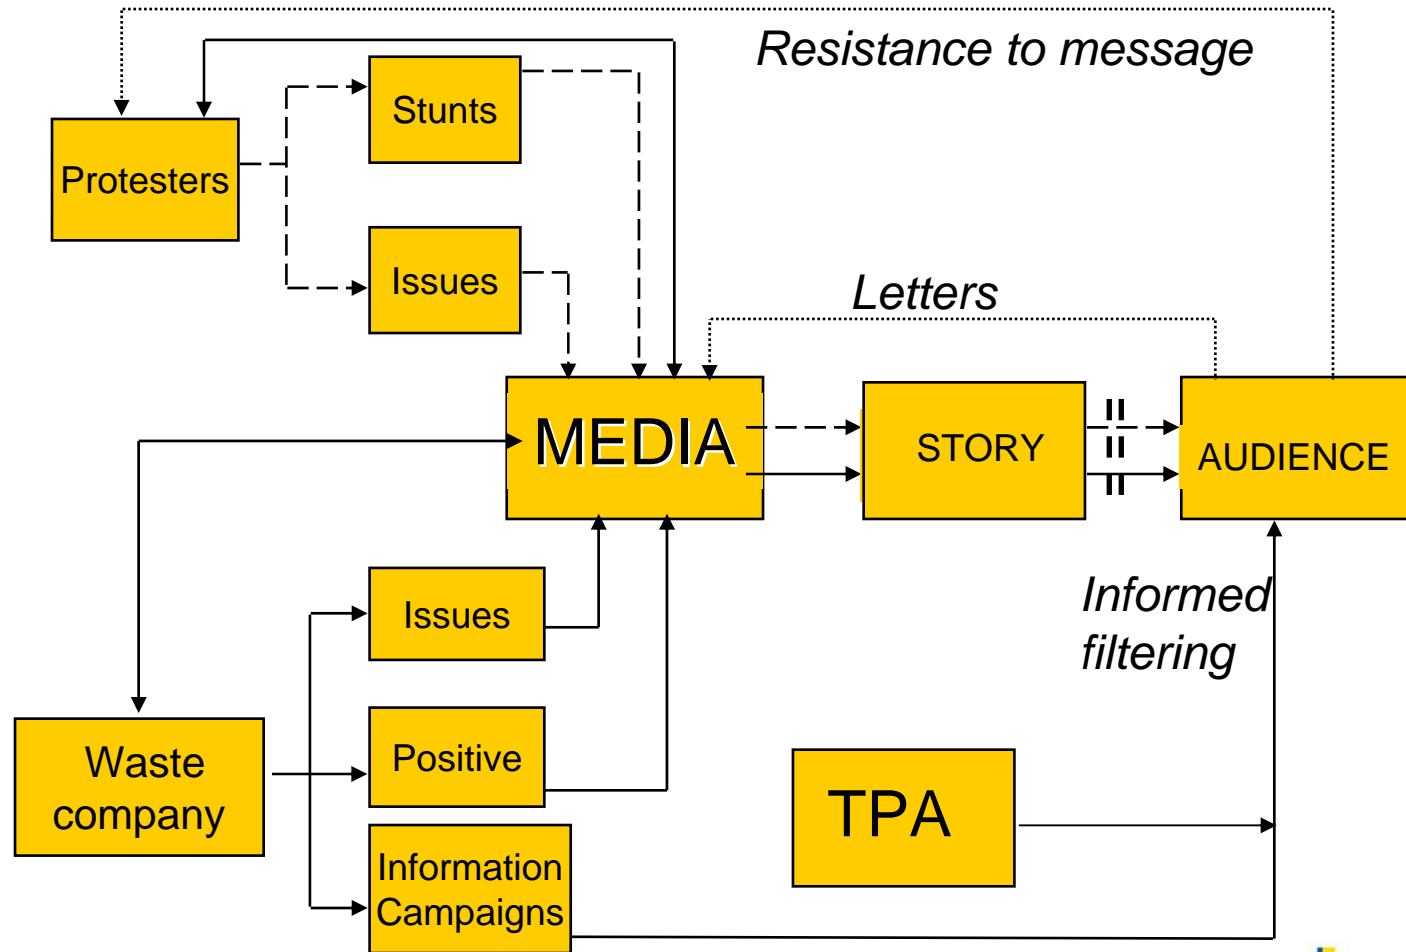 Resistance to message
Stunts
Protesters
Issues
Letters
MEDIA
STORY
AUDIENCE
Issues
Informed
filtering
Waste
company
Positive
TPA
Information
Campaigns